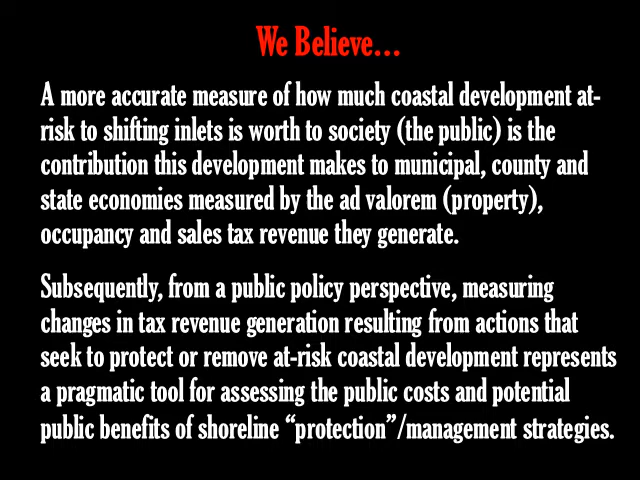 We Believe...
A more accurate measure of how much coastal development at-
risk to shifting inlets is worth to society (the public) is the
contribution this development makes to municipal, county and
state economies measured by the ad valorem (property),
occupancy and sales tax revenue they generate.
Subsequently, from a public policy perspective, measuring
changes in tax revenue generation resulting from actions that
seek to protect or remove at-risk coastal development represents
a pragmatic tool for assessing the public costs and potential
public benefits of shoreline “protection”/management strategies.